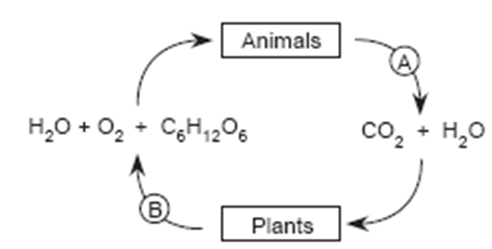 Animals
A
H₂O + O₂ + C₆H₁₂O₆
CO₂ + H₂O
B
Plants